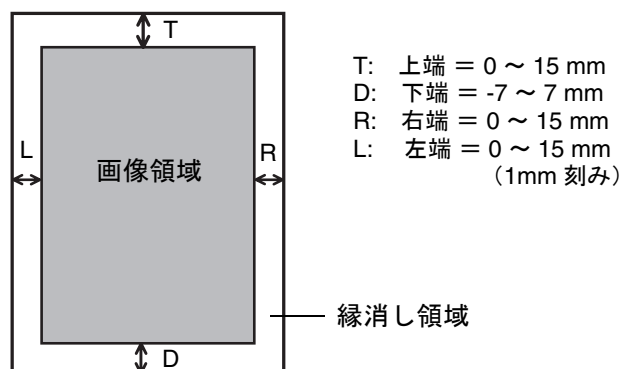 T
T: 上端 = 0 ～ 15 mm
D: 下端 = -7 ～ 7 mm
R: 右端 = 0 ～ 15 mm
L: 左端 = 0 ～ 15 mm
（1mm 刻み）
L
画像領域
R
縁消し領域
D